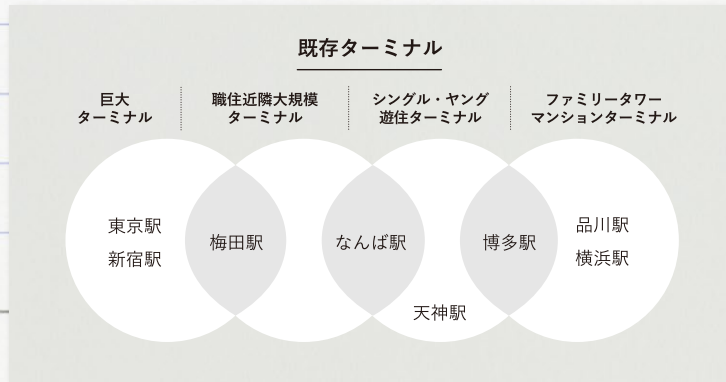 既存ターミナル
巨大
ターミナル
職住近隣大規模
ターミナル
シングル・ヤング
遊住ターミナル
ファミリータワー
マンションターミナル
東京駅
新宿駅
梅田駅
なんば駅
天神駅
博多駅
品川駅
横浜駅